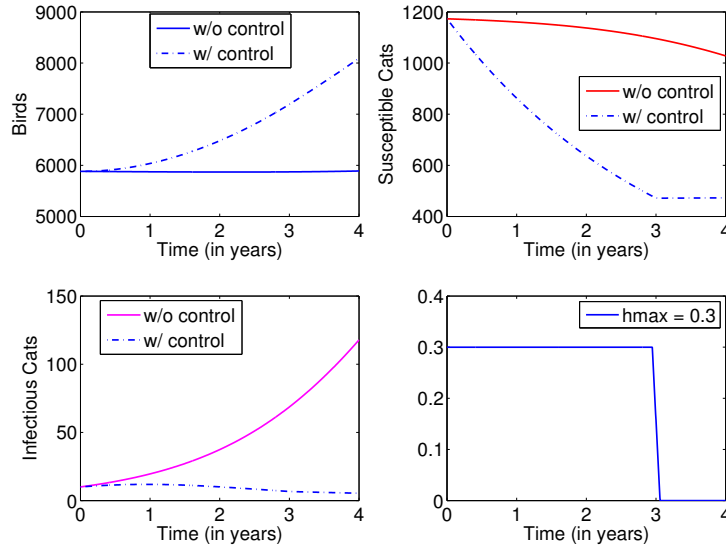 9000
8000
7000
6000
5000
Birds
w/o control
w/ control
0
1
2
3
4
Time (in years)
1200
1000
800
600
400
Susceptible Cats
w/o control
w/ control
0
1
2
3
4
Time (in years)
150
100
50
0
Infectious Cats
w/o control
w/ control
0
1
2
3
4
Time (in years)
0.4
0.3
0.2
0.1
0
hmax = 0.3
0
1
2
3
4
Time (in years)